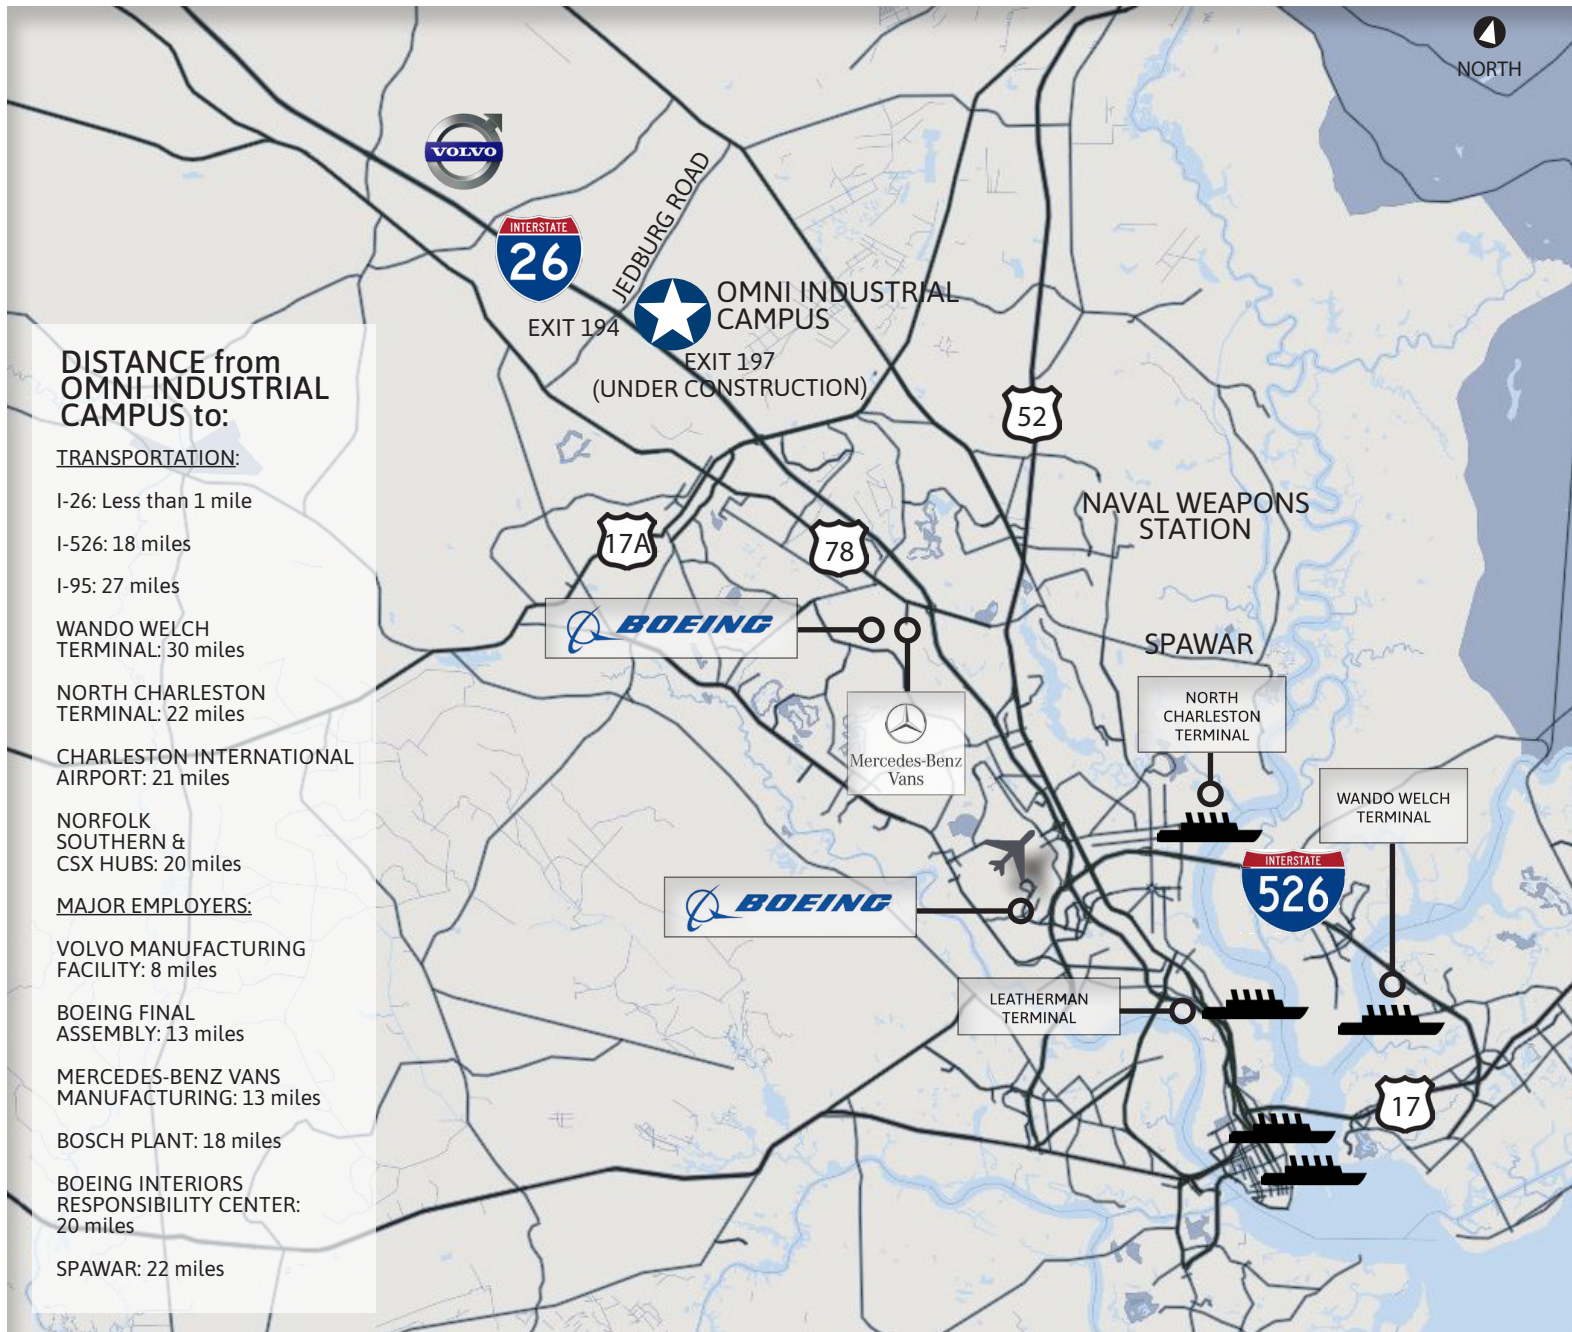 NORTH
VOLVO
INTERSTATE
26
JEDBURG ROAD
OMNI INDUSTRIAL
CAMPUS
EXIT 194
EXIT 197
(UNDER CONSTRUCTION)
DISTANCE from
OMNI INDUSTRIAL
CAMPUS to:
TRANSPORTATION:
I-26: Less than 1 mile
I-526: 18 miles
I-95: 27 miles
WANDO WELCH
TERMINAL: 30 miles
NORTH CHARLESTON
TERMINAL: 22 miles
CHARLESTON INTERNATIONAL
AIRPORT: 21 miles
NORFOLK
SOUTHERN &
CSX HUBS: 20 miles
MAJOR EMPLOYERS:
VOLVO MANUFACTURING
FACILITY: 8 miles
BOEING FINAL
ASSEMBLY: 13 miles
MERCEDES-BENZ VANS
MANUFACTURING: 13 miles
BOSCH PLANT: 18 miles
BOEING INTERIORS
RESPONSIBILITY CENTER:
20 miles
SPAWAR: 22 miles
52
NAVAL WEAPONS
STATION
17A
78
BOEING
SPAWAR
NORTH
CHARLESTON
TERMINAL
Mercedes-Benz
Vans
WANDO WELCH
TERMINAL
INTERSTATE
526
BOEING
LEATHERMAN
TERMINAL
17